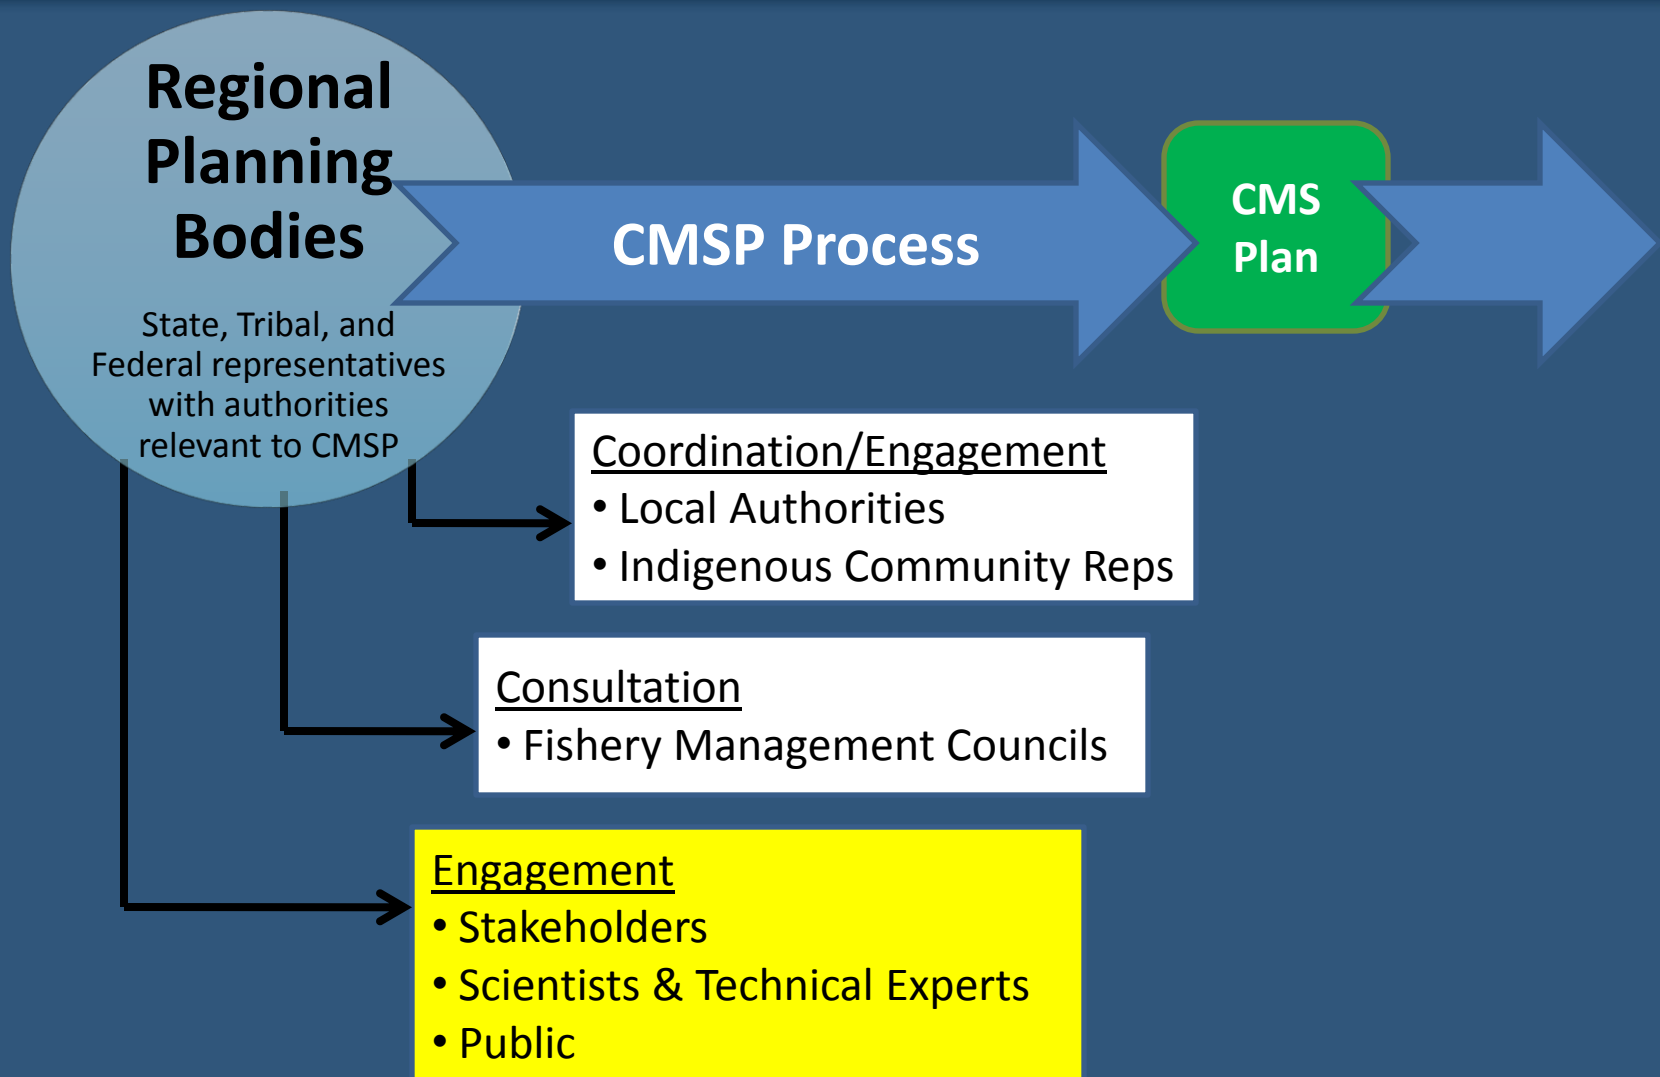 Regional
Planning
Bodies
State, Tribal, and
Federal representatives
with authorities
relevant to CMSP
CMSP Process
CMS
Plan
Coordination/Engagement
• Local Authorities
• Indigenous Community Reps
Consultation
• Fishery Management Councils
Engagement
• Stakeholders
• Scientists & Technical Experts
• Public